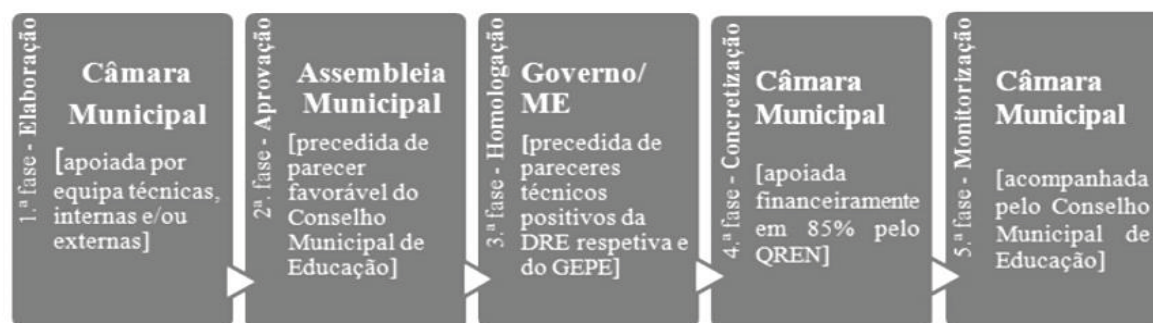 1.ª fase - Elaboração
Câmara
Municipal
[apoiada por
equipa técnicas,
internas e/ou
externas]
2ª. fase - Aprovação
Assembleia
Municipal
[precedida de
parecer
favorável do
Conselho
Municipal de
Educação]
3.ª fase - Homologação
Governo/
ME
[precedida de
pareceres
técnicos
positivos da
DRE respetiva e
do GEPE]
4.ª fase - Concretização
Câmara
Municipal
[apoiada
financeiramente
em 85% pelo
QREN]
5.ª fase - Monitorização
Câmara
Municipal
[acompanhada
pelo Conselho
Municipal de
Educação]